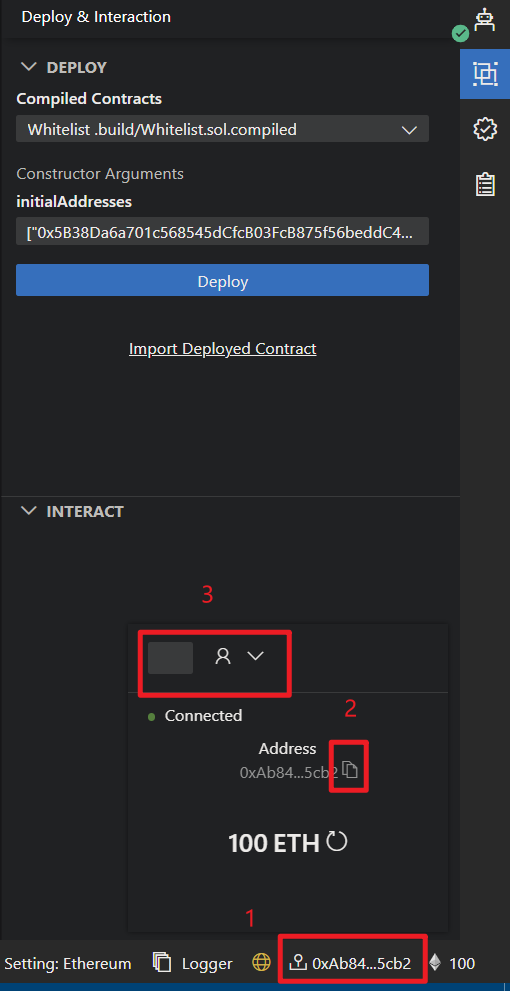 Deploy & Interaction
DEPLOY
Compiled Contracts
Whitelist .build/Whitelist.sol.compiled
Constructor Arguments
initialAddresses
["0x5B38Da6a701c568545dCfcB03FcB875f56beddC4...
Deploy
Import Deployed Contract
INTERACT
3
Connected
2
Address
0xAb84...5cb2
100 ETH
1
Setting: Ethereum Logger 0xAb84...5cb2 100